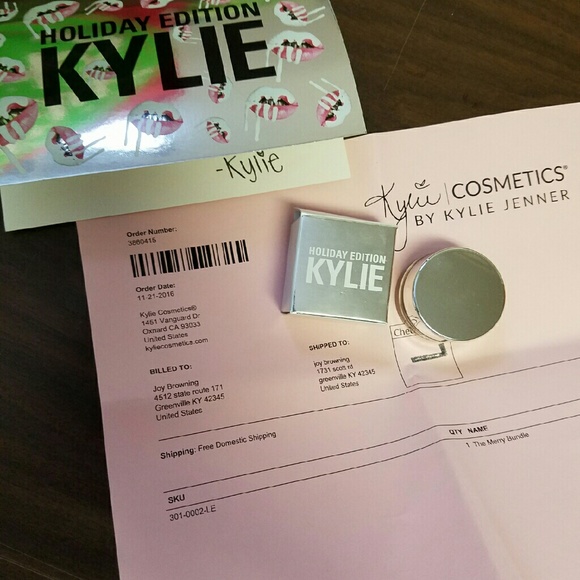 HOLIDAY EDITION
KYLIE
-Kylie
Kylie | COSMETICS®
BY KYLIE JENNER
Order Number:
3880415
Order Date:
11-21-2016
Kylie Cosmetics®
1451 Vanguard Dr
Oxnard CA 93033
United States
kyliecosmetics.com
HOLIDAY EDITION
KYLIE
BILLED TO:
Joy Browning
4512 state route 171
Greenville KY 42345
United States
SHIPPED TO:
joy browning
1731 scott rd
greenville KY 42345
United States
Shipping: Free Domestic Shipping
QTY NAME
1 The Merry Bundle
SKU
301-0002-LE